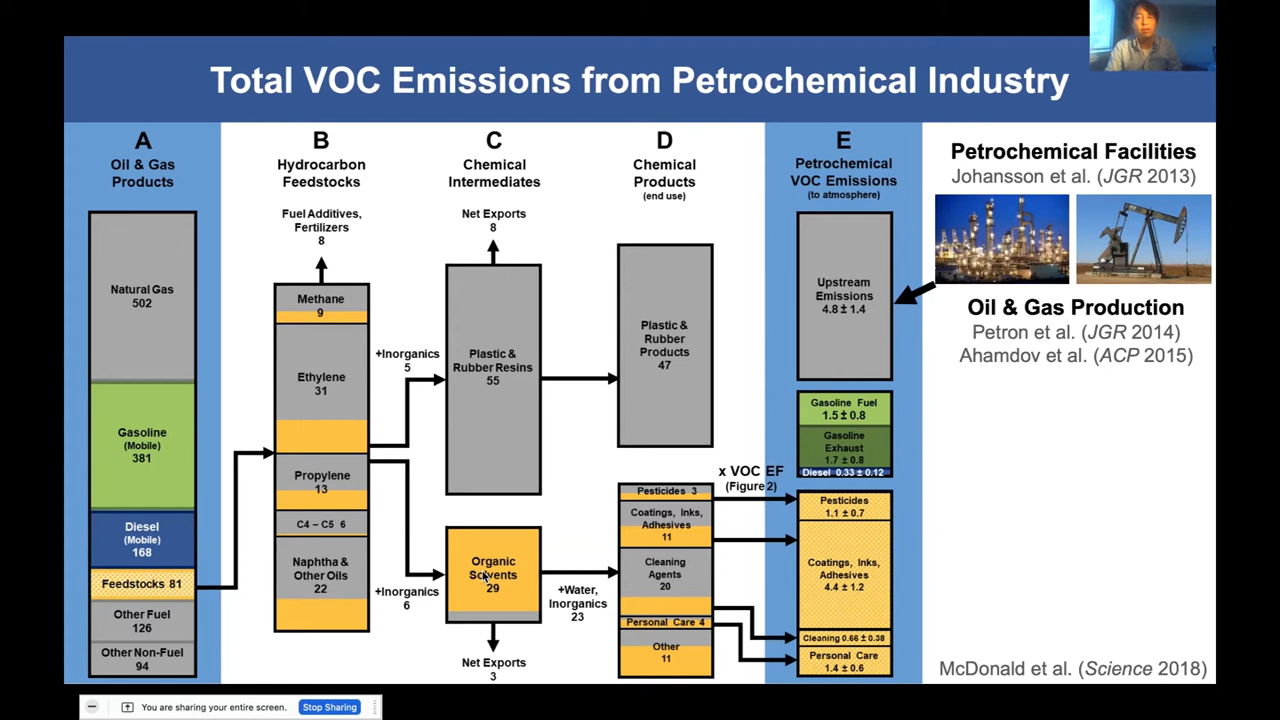 Total VOC Emissions from Petrochemical Industry
A
Oil & Gas
Products
Natural Gas
502
Gasoline
(Mobile)
381
Diesel
(Mobile)
168
Feedstocks 81
Other Fuel
126
Other Non-Fuel
94
B
Hydrocarbon
Feedstocks
Fuel Additives,
Fertilizers
8
Methane
9
Ethylene
31
Propylene
13
C4 – C5 6
Naphtha &
Other Oils
22
+Inorganics
5
+Inorganics
6
C
Chemical
Intermediates
Net Exports
8
Plastic &
Rubber Resins
55
Organic
Solvents
29
Net Exports
3
+Water,
Inorganics
23
D
Chemical
Products
(end use)
Plastic &
Rubber
Products
47
Pesticides 3
Coatings, Inks,
Adhesives
11
Cleaning
Agents
20
Personal Care 4
Other
11
x VOC EF
(Figure 2)
E
Petrochemical
VOC Emissions
(to atmosphere)
Upstream
Emissions
4.8 ± 1.4
Gasoline Fuel
1.5 ± 0.8
Gasoline
Exhaust
1.7 ± 0.8
Diesel 0.33 ± 0.12
Pesticides
1.1 ± 0.7
Coatings, Inks,
Adhesives
4.4 ± 1.2
Cleaning 0.66 ± 0.38
Personal Care
1.4 ± 0.6
Petrochemical Facilities
Johansson et al. (JGR 2013)
Oil & Gas Production
Petron et al. (JGR 2014)
Ahamdov et al. (ACP 2015)
McDonald et al. (Science 2018)
You are sharing your entire screen.
Stop Sharing